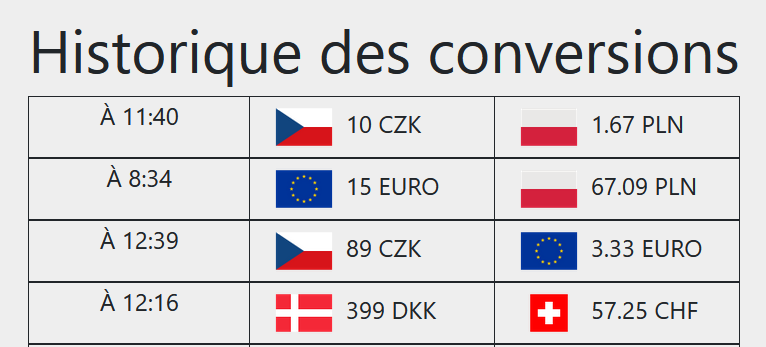 Historique des conversions
À 11:40 10 CZK 1.67 PLN
À 8:34 15 EURO 67.09 PLN
À 12:39 89 CZK 3.33 EURO
À 12:16 399 DKK 57.25 CHF